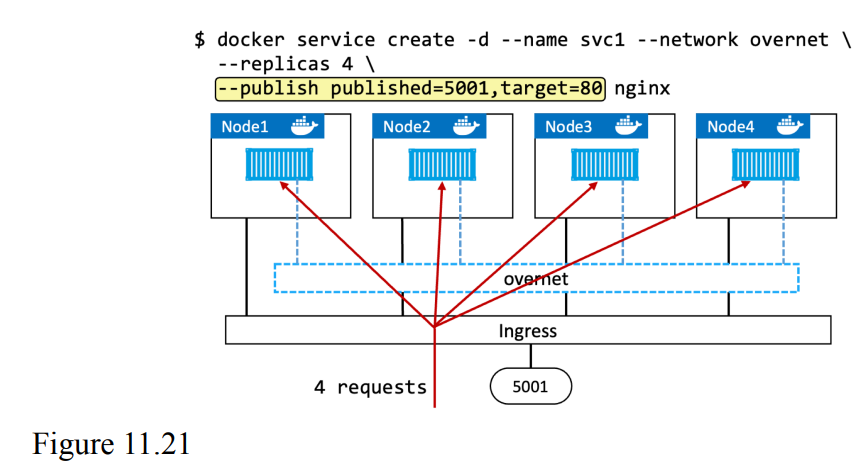 $ docker service create -d --name svc1 --network overnet \
--replicas 4 \
--publish published=5001,target=80 nginx
Node1
Node2
Node3
Node4
overnet
Ingress
4 requests
5001
Figure 11.21